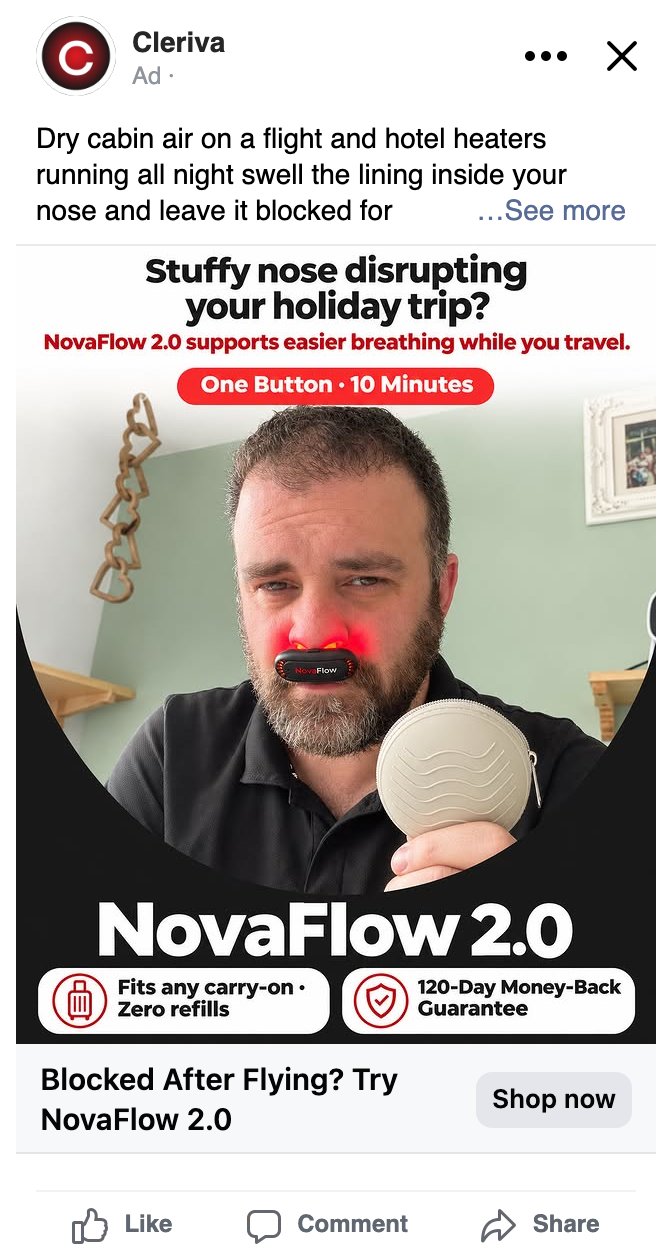 C
Cleriva
Ad ·
Dry cabin air on a flight and hotel heaters
running all night swell the lining inside your
nose and leave it blocked for ...See more
Stuffy nose disrupting
your holiday trip?
NovaFlow 2.0 supports easier breathing while you travel.
One Button · 10 Minutes
NovaFlow
NovaFlow 2.0
Fits any carry-on ·
Zero refills
120-Day Money-Back
Guarantee
Blocked After Flying? Try
NovaFlow 2.0
Shop now
Like
Comment
Share